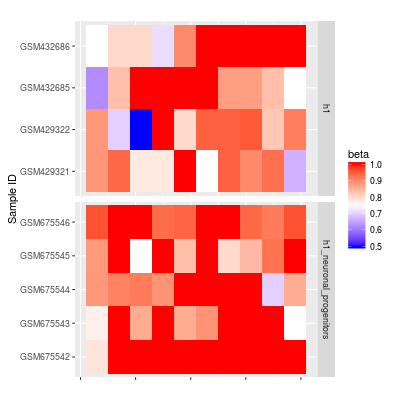 GSM432686
GSM432685
GSM429322
GSM429321
h1
GSM675546
GSM675545
GSM675544
GSM675543
GSM675542
h1_neuronal_progenitors
Sample ID
beta
1.0
0.9
0.8
0.7
0.6
0.5